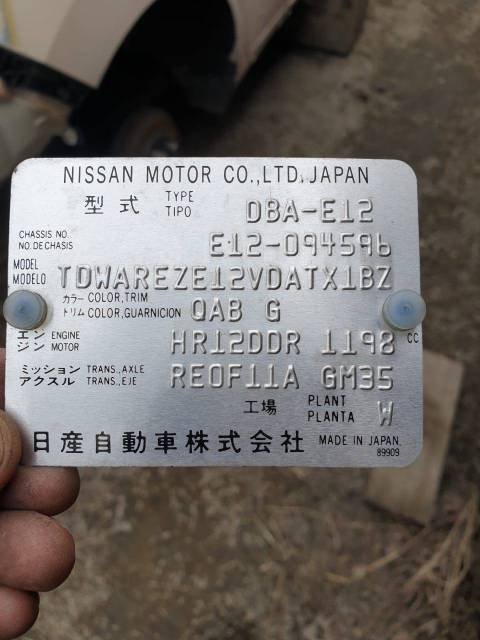 NISSAN MOTOR CO.,LTD. JAPAN
型式 TYPE TIPO DBA-E12
CHASSIS NO. NO.DE CHASIS E12-094596
MODEL MODELO TDWAREZE12VDATX1BZ
カラー COLOR,TRIM トリム COLOR,GUARNICION QAB G
エンジン ENGINE MOTOR HR12DDR 1198 CC
ミッション アクスル TRANS.,AXLE TRANS.,EJE RE0F11A GM35
工場 PLANT PLANTA W
日産自動車株式会社 MADE IN JAPAN.
89909